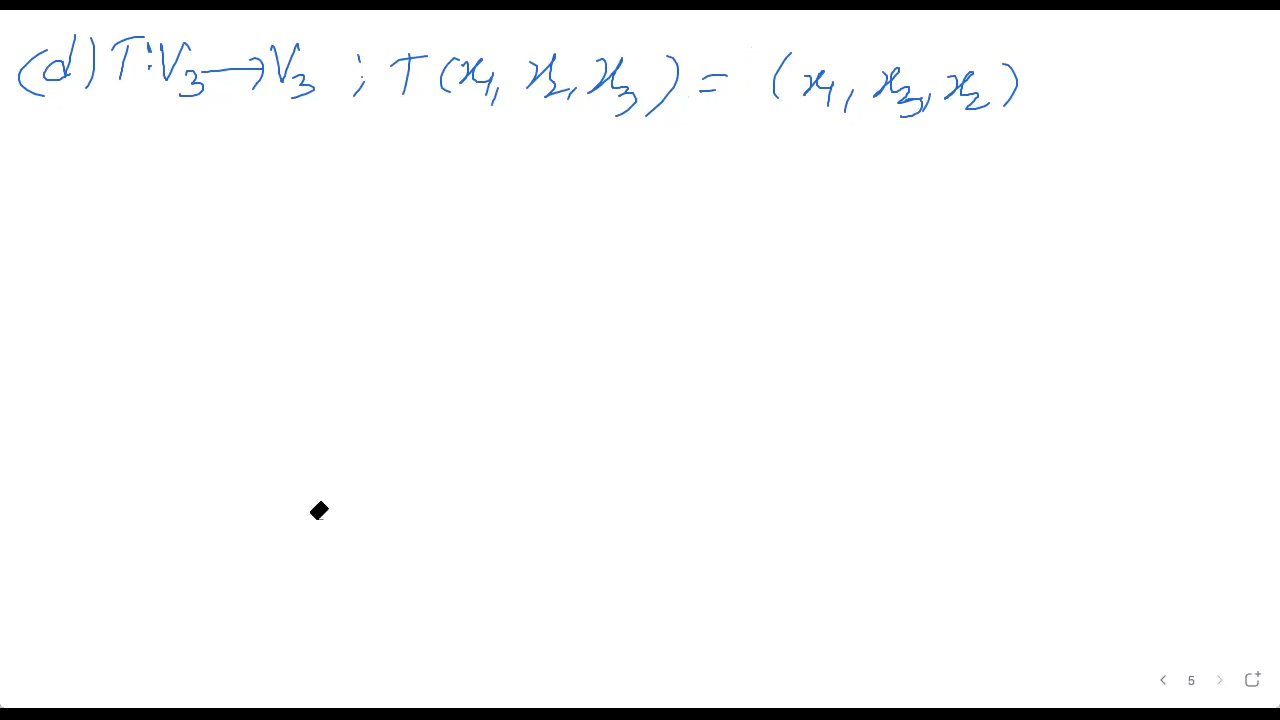 (d) T:V₃→V₃ ; T(x₁, x₂, x₃) = (x₁, x₃, x₂)
5